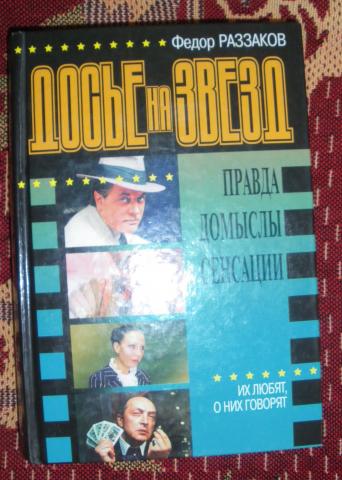 Федор РАЗЗАКОВ
ДОСЬЕ НА ЗВЕЗД
ПРАВДА
ДОМЫСЛЫ
СЕНСАЦИИ
ИХ ЛЮБЯТ,
О НИХ ГОВОРЯТ